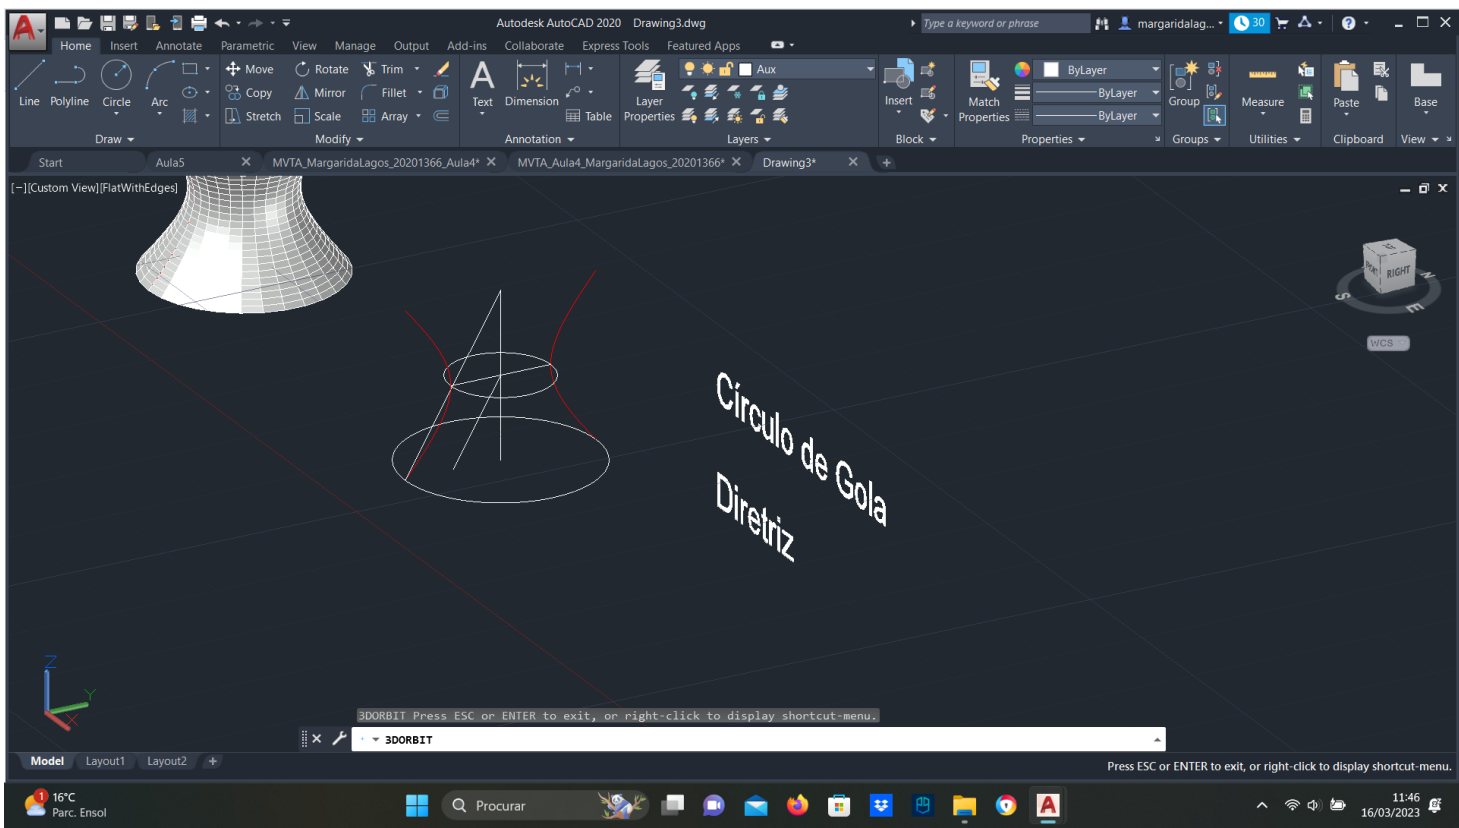 Autodesk AutoCAD 2020 Drawing3.dwg
Type a keyword or phrase
margaridalag...
30
Home Insert Annotate Parametric View Manage Output Add-ins Collaborate Express Tools Featured Apps
Line Polyline Circle Arc
Move Rotate Trim
Copy Mirror Fillet
Stretch Scale Array
Text Dimension
Table
Layer
Properties
Aux
Insert
Match
Properties
ByLayer
ByLayer
ByLayer
Group
Measure
Paste
Base
Draw Modify Annotation Layers Block Properties Groups Utilities Clipboard View
Start Aula5 MVTA_MargaridaLagos_20201366_Aula4* MVTA_Aula4_MargaridaLagos_20201366* Drawing3*
[−][Custom View][FlatWithEdges]
RIGHT
N
S
E
WCS
Círculo de Gola
Diretriz
Z
Y
X
3DORBIT Press ESC or ENTER to exit, or right-click to display shortcut-menu.
3DORBIT
Model Layout1 Layout2
Press ESC or ENTER to exit, or right-click to display shortcut-menu.
1
16°C
Parc. Ensol
Procurar
11:46
16/03/2023